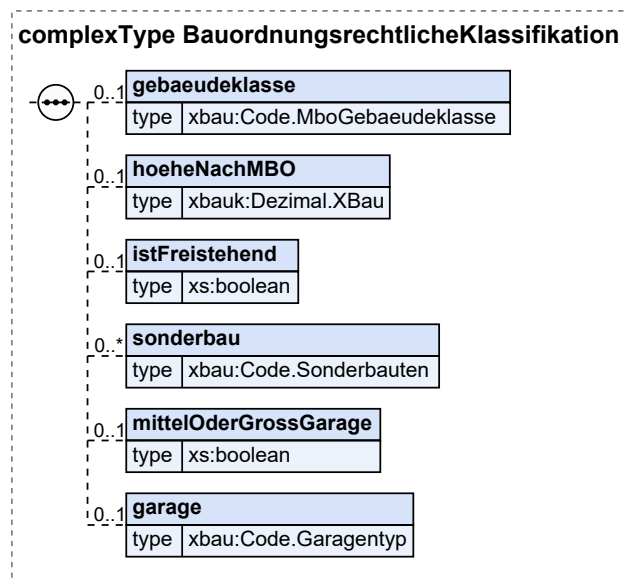 complexType BauordnungsrechtlicheKlassifikation
0..1 gebaeudeklasse
type xbau:Code.MboGebaeudeklasse
0..1 hoeheNachMBO
type xbauk:Dezimal.XBau
0..1 istFreistehend
type xs:boolean
0..* sonderbau
type xbau:Code.Sonderbauten
0..1 mittelOderGrossGarage
type xs:boolean
0..1 garage
type xbau:Code.Garagentyp